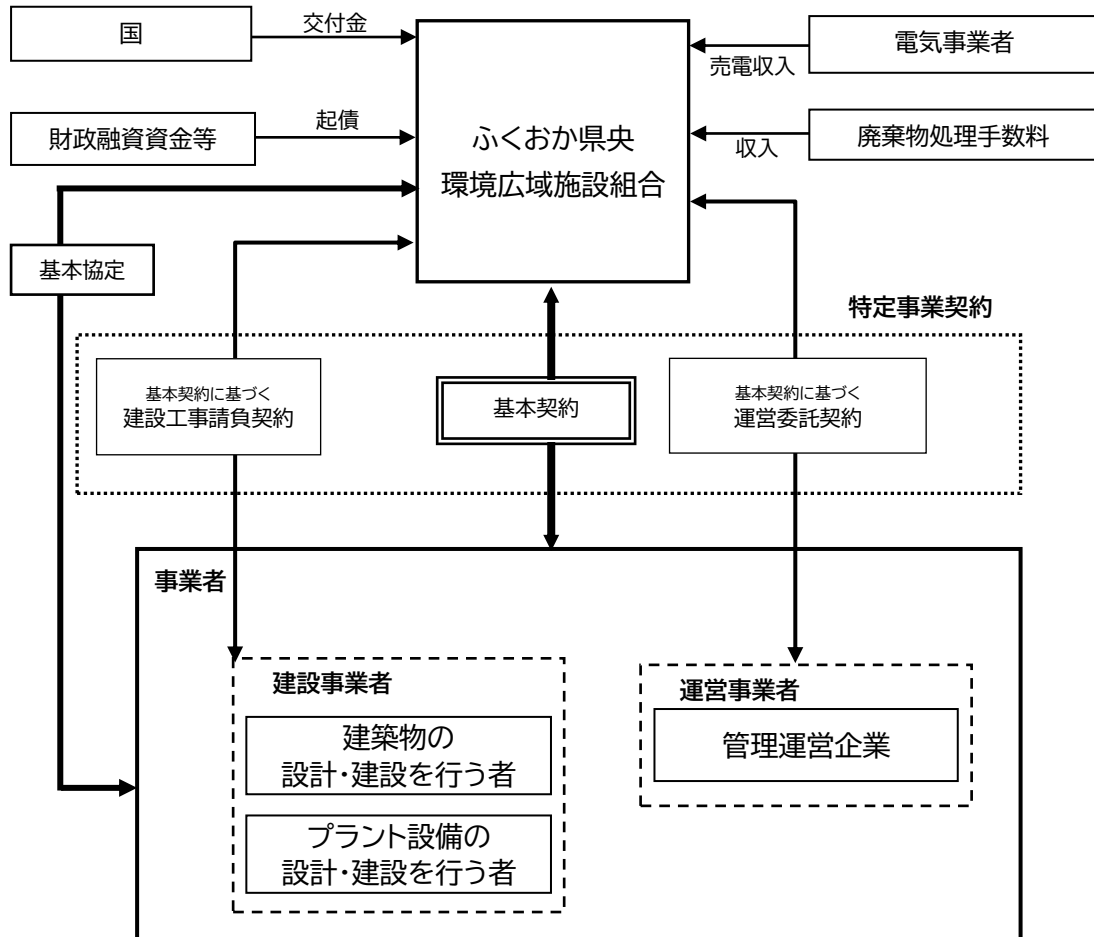 国
交付金
電気事業者
売電収入
財政融資資金等
起債
ふくおか県央
環境広域施設組合
廃棄物処理手数料
収入
基本協定
特定事業契約
基本契約に基づく
建設工事請負契約
基本契約
基本契約に基づく
運営委託契約
事業者
建設事業者
建築物の
設計・建設を行う者
プラント設備の
設計・建設を行う者
運営事業者
管理運営企業